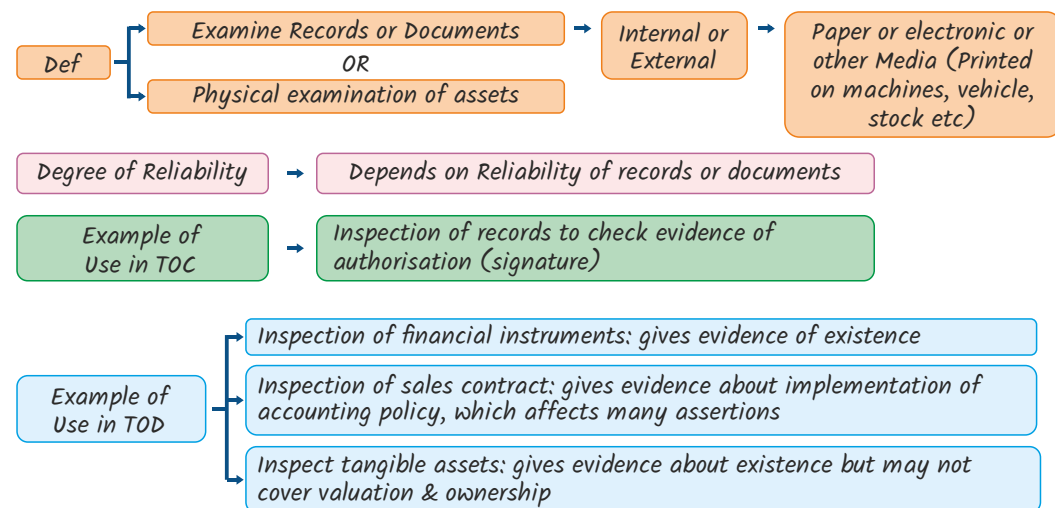 Def
Examine Records or Documents
OR
Physical examination of assets
Internal or
External
Paper or electronic or
other Media (Printed
on machines, vehicle,
stock etc)
Degree of Reliability
Depends on Reliability of records or documents
Example of
Use in TOC
Inspection of records to check evidence of
authorisation (signature)
Example of
Use in TOD
Inspection of financial instruments: gives evidence of existence
Inspection of sales contract: gives evidence about implementation of
accounting policy, which affects many assertions
Inspect tangible assets: gives evidence about existence but may not
cover valuation & ownership